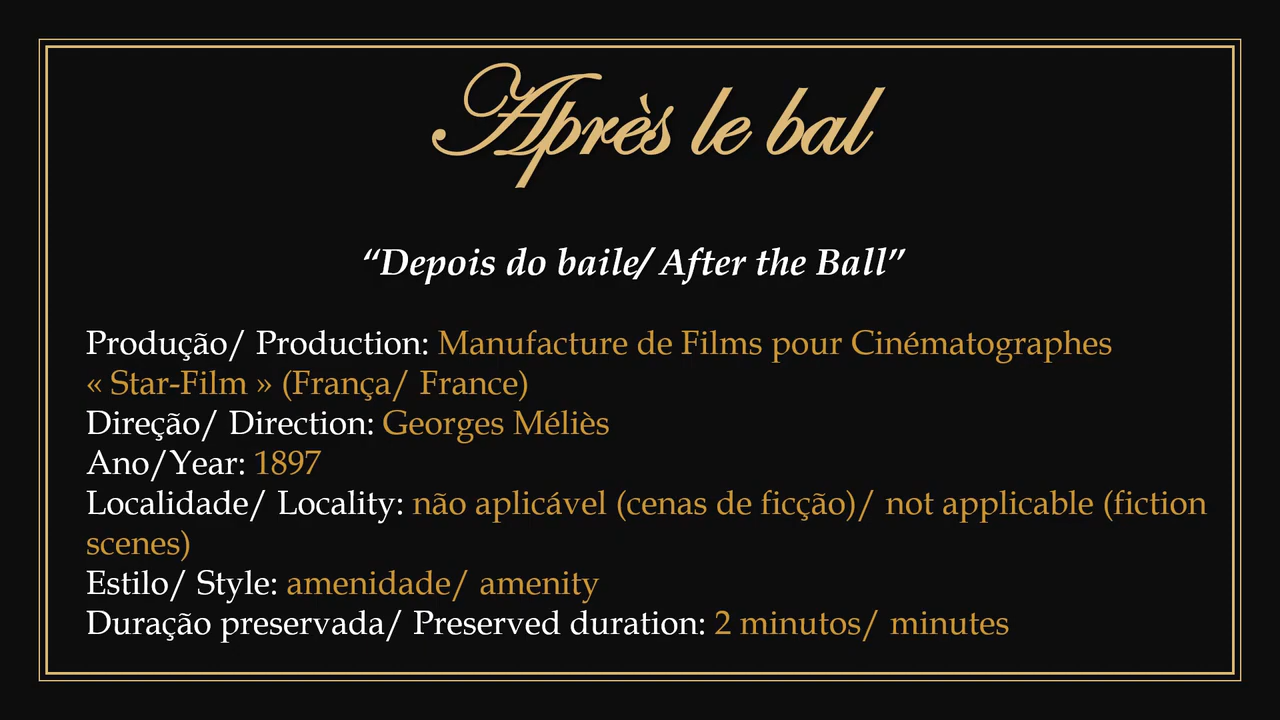 Après le bal
“Depois do baile/ After the Ball”
Produção/ Production: Manufacture de Films pour Cinématographes
« Star-Film » (França/ France)
Direção/ Direction: Georges Méliès
Ano/Year: 1897
Localidade/ Locality: não aplicável (cenas de ficção)/ not applicable (fiction
scenes)
Estilo/ Style: amenidade/ amenity
Duração preservada/ Preserved duration: 2 minutos/ minutes